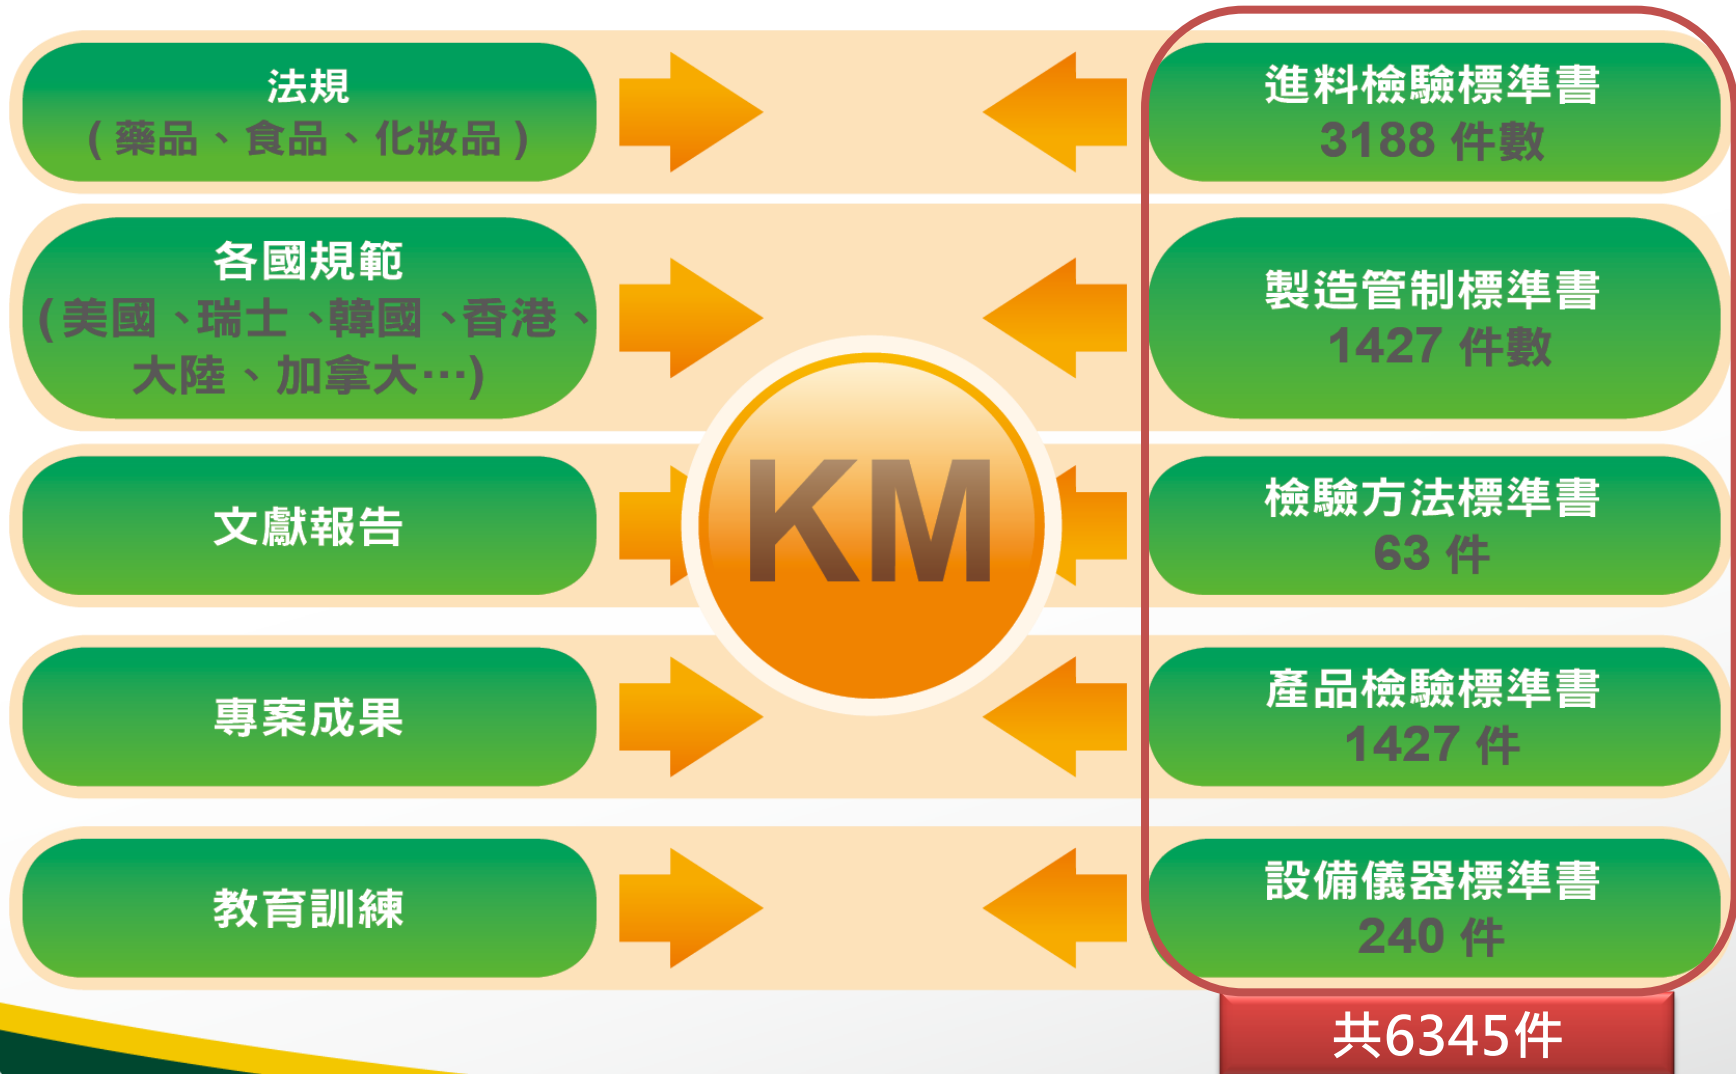 法規
( 藥品、食品、化妝品 )
各國規範
(美國、瑞士、韓國、香港、
大陸、加拿大…)
文獻報告
專案成果
教育訓練
KM
進料檢驗標準書
3188 件數
製造管制標準書
1427 件數
檢驗方法標準書
63 件
產品檢驗標準書
1427 件
設備儀器標準書
240 件
共6345件